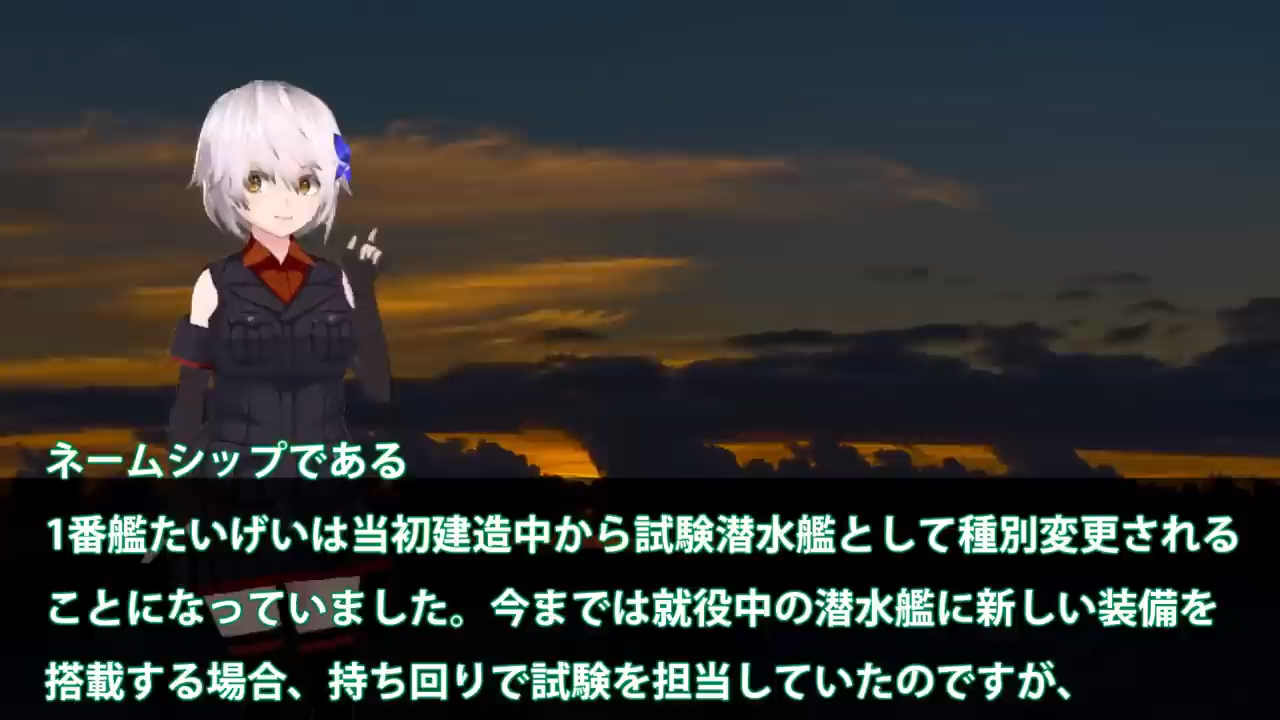 ネームシップである
1番艦たいげいは当初建造中から試験潜水艦として種別変更される
ことになっていました。今までは就役中の潜水艦に新しい装備を
搭載する場合、持ち回りで試験を担当していたのですが、